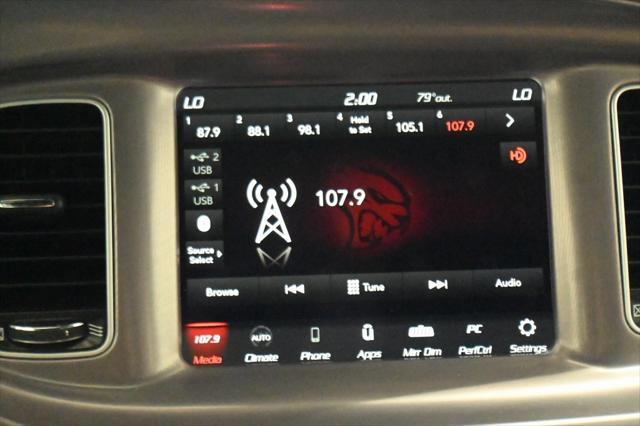 LO 2:00 79°out. LO
1 2 3 4 5 6
87.9 88.1 98.1 Hold to Set 105.1 107.9
HD
2
USB
1
USB
107.9
Source
Select
Browse Tune Audio
107.9 AUTO PC
Media Climate Phone Apps Mirr Dim PerfCtrl Settings